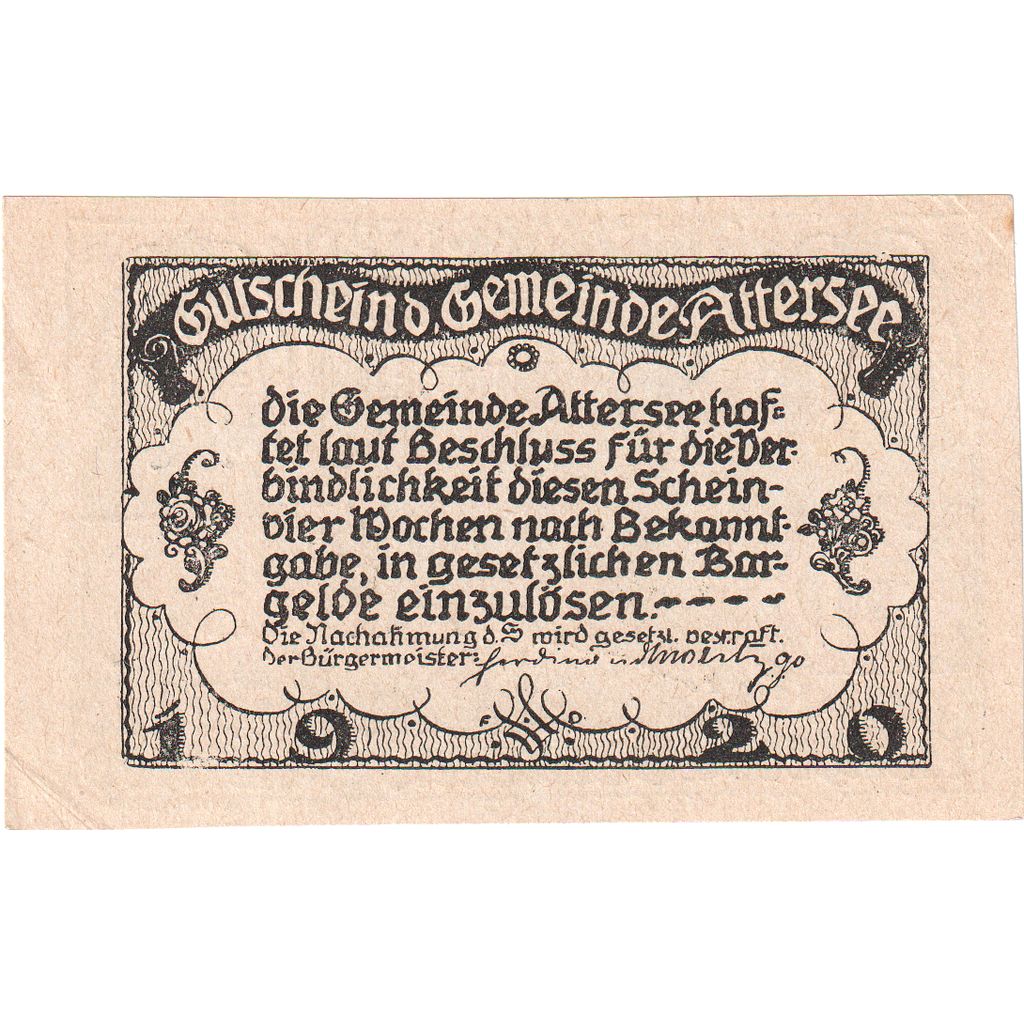 Gutschein d. Gemeinde Attersee
die Gemeinde Attersee haf=
tet laut Beschluss für die Ver-
bindlichkeit diesen Schein-
vier Wochen nach Bekannt-
gabe, in gesetzlichen Bar-
gelde einzulösen.-----
Die Nachahmung d. S wird gesetzl. bestraft.
Der Bürgermeister: Ferdinand
F D
1 9 2 0